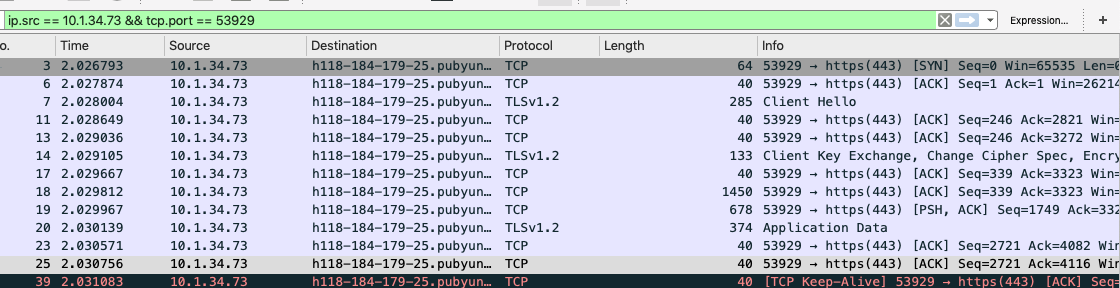 ip.src == 10.1.34.73 && tcp.port == 53929 Expression… +
o. Time Source Destination Protocol Length Info
3 2.026793 10.1.34.73 h118-184-179-25.pubyun… TCP 64 53929 → https(443) [SYN] Seq=0 Win=65535 Len=0
6 2.027874 10.1.34.73 h118-184-179-25.pubyun… TCP 40 53929 → https(443) [ACK] Seq=1 Ack=1 Win=26214
7 2.028004 10.1.34.73 h118-184-179-25.pubyun… TLSv1.2 285 Client Hello
11 2.028649 10.1.34.73 h118-184-179-25.pubyun… TCP 40 53929 → https(443) [ACK] Seq=246 Ack=2821 Win=
13 2.029036 10.1.34.73 h118-184-179-25.pubyun… TCP 40 53929 → https(443) [ACK] Seq=246 Ack=3272 Win=
14 2.029105 10.1.34.73 h118-184-179-25.pubyun… TLSv1.2 133 Client Key Exchange, Change Cipher Spec, Encry
17 2.029667 10.1.34.73 h118-184-179-25.pubyun… TCP 40 53929 → https(443) [ACK] Seq=339 Ack=3323 Win=
18 2.029812 10.1.34.73 h118-184-179-25.pubyun… TCP 1450 53929 → https(443) [ACK] Seq=339 Ack=3323 Win=
19 2.029967 10.1.34.73 h118-184-179-25.pubyun… TCP 678 53929 → https(443) [PSH, ACK] Seq=1749 Ack=332
20 2.030139 10.1.34.73 h118-184-179-25.pubyun… TLSv1.2 374 Application Data
23 2.030571 10.1.34.73 h118-184-179-25.pubyun… TCP 40 53929 → https(443) [ACK] Seq=2721 Ack=4082 Win
25 2.030756 10.1.34.73 h118-184-179-25.pubyun… TCP 40 53929 → https(443) [ACK] Seq=2721 Ack=4116 Win
39 2.031083 10.1.34.73 h118-184-179-25.pubyun… TCP 40 [TCP Keep-Alive] 53929 → https(443) [ACK] Seq=